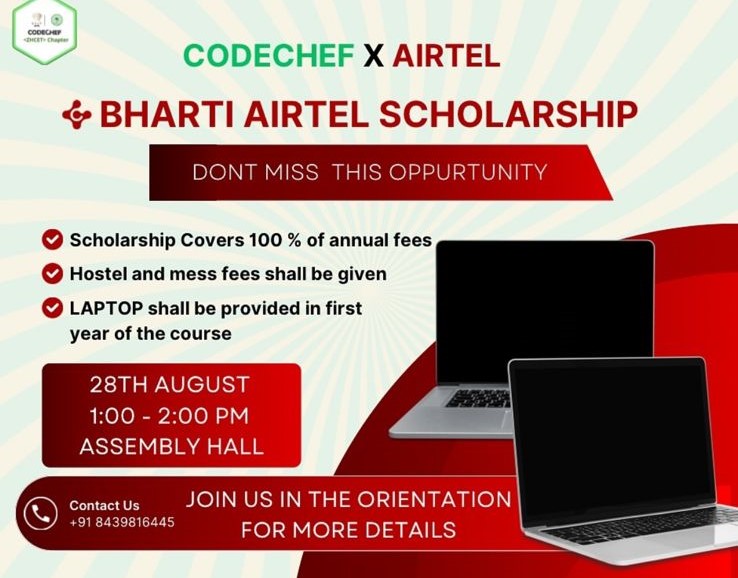 CODECHEF
<ZHCET> Chapter
CODECHEF X AIRTEL
BHARTI AIRTEL SCHOLARSHIP
DONT MISS THIS OPPURTUNITY
Scholarship Covers 100 % of annual fees
Hostel and mess fees shall be given
LAPTOP shall be provided in first
year of the course
28TH AUGUST
1:00 - 2:00 PM
ASSEMBLY HALL
Contact Us
+91 8439816445
JOIN US IN THE ORIENTATION
FOR MORE DETAILS